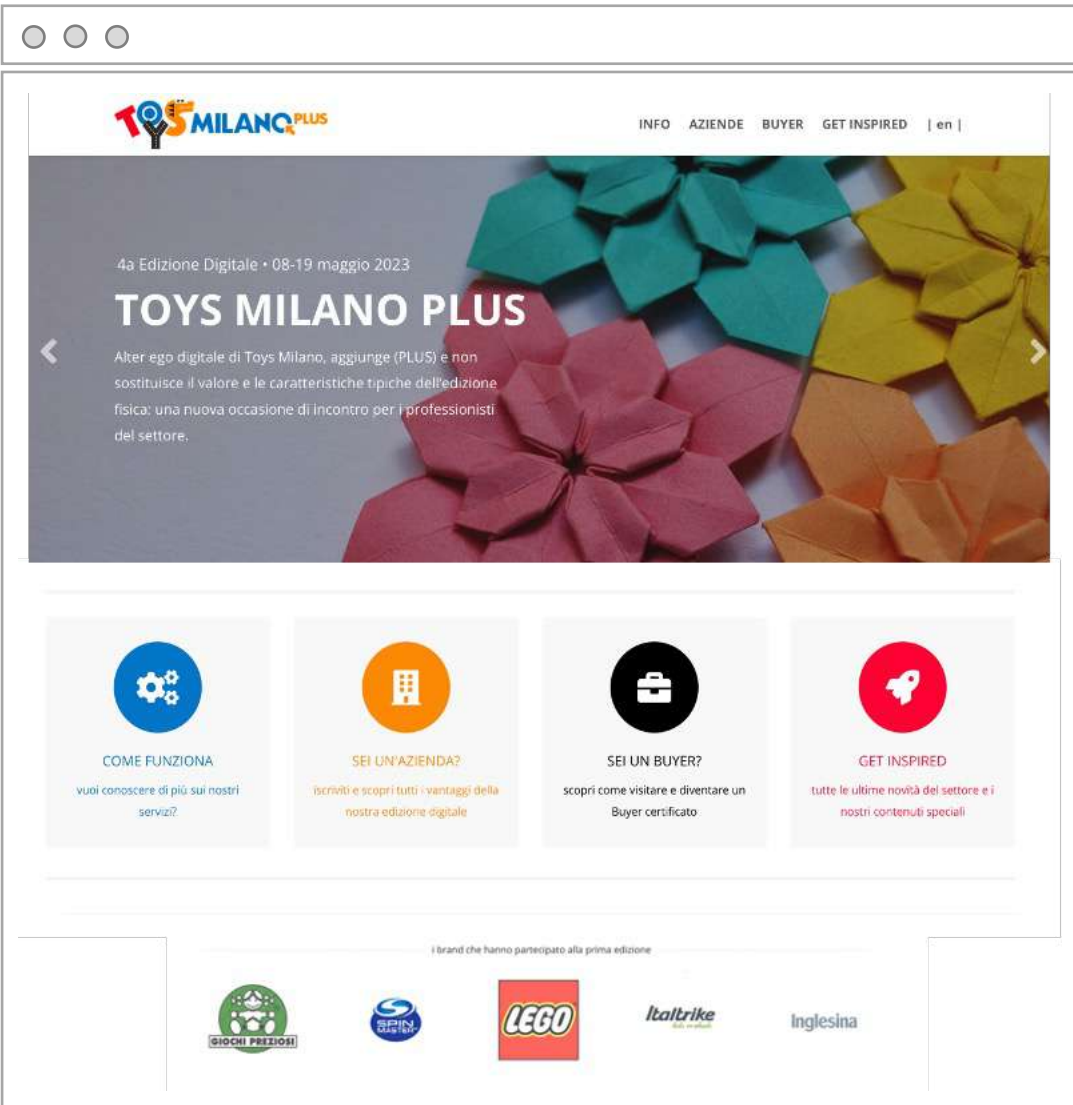 TOYS MILANO PLUS
INFO AZIENDE BUYER GET INSPIRED | en |
4a Edizione Digitale • 08-19 maggio 2023
TOYS MILANO PLUS
Alter ego digitale di Toys Milano, aggiunge (PLUS) e non
sostituisce il valore e le caratteristiche tipiche dell'edizione
fisica: una nuova occasione di incontro per i professionisti
del settore.
COME FUNZIONA
vuoi conoscere di più sui nostri
servizi?
SEI UN'AZIENDA?
iscriviti e scopri tutti i vantaggi della
nostra edizione digitale
SEI UN BUYER?
scopri come visitare e diventare un
Buyer certificato
GET INSPIRED
tutte le ultime novità del settore e i
nostri contenuti speciali
i brand che hanno partecipato alla prima edizione
GIOCHI PREZIOSI
SPIN
MASTER
LEGO
Italtrike
Inglesina